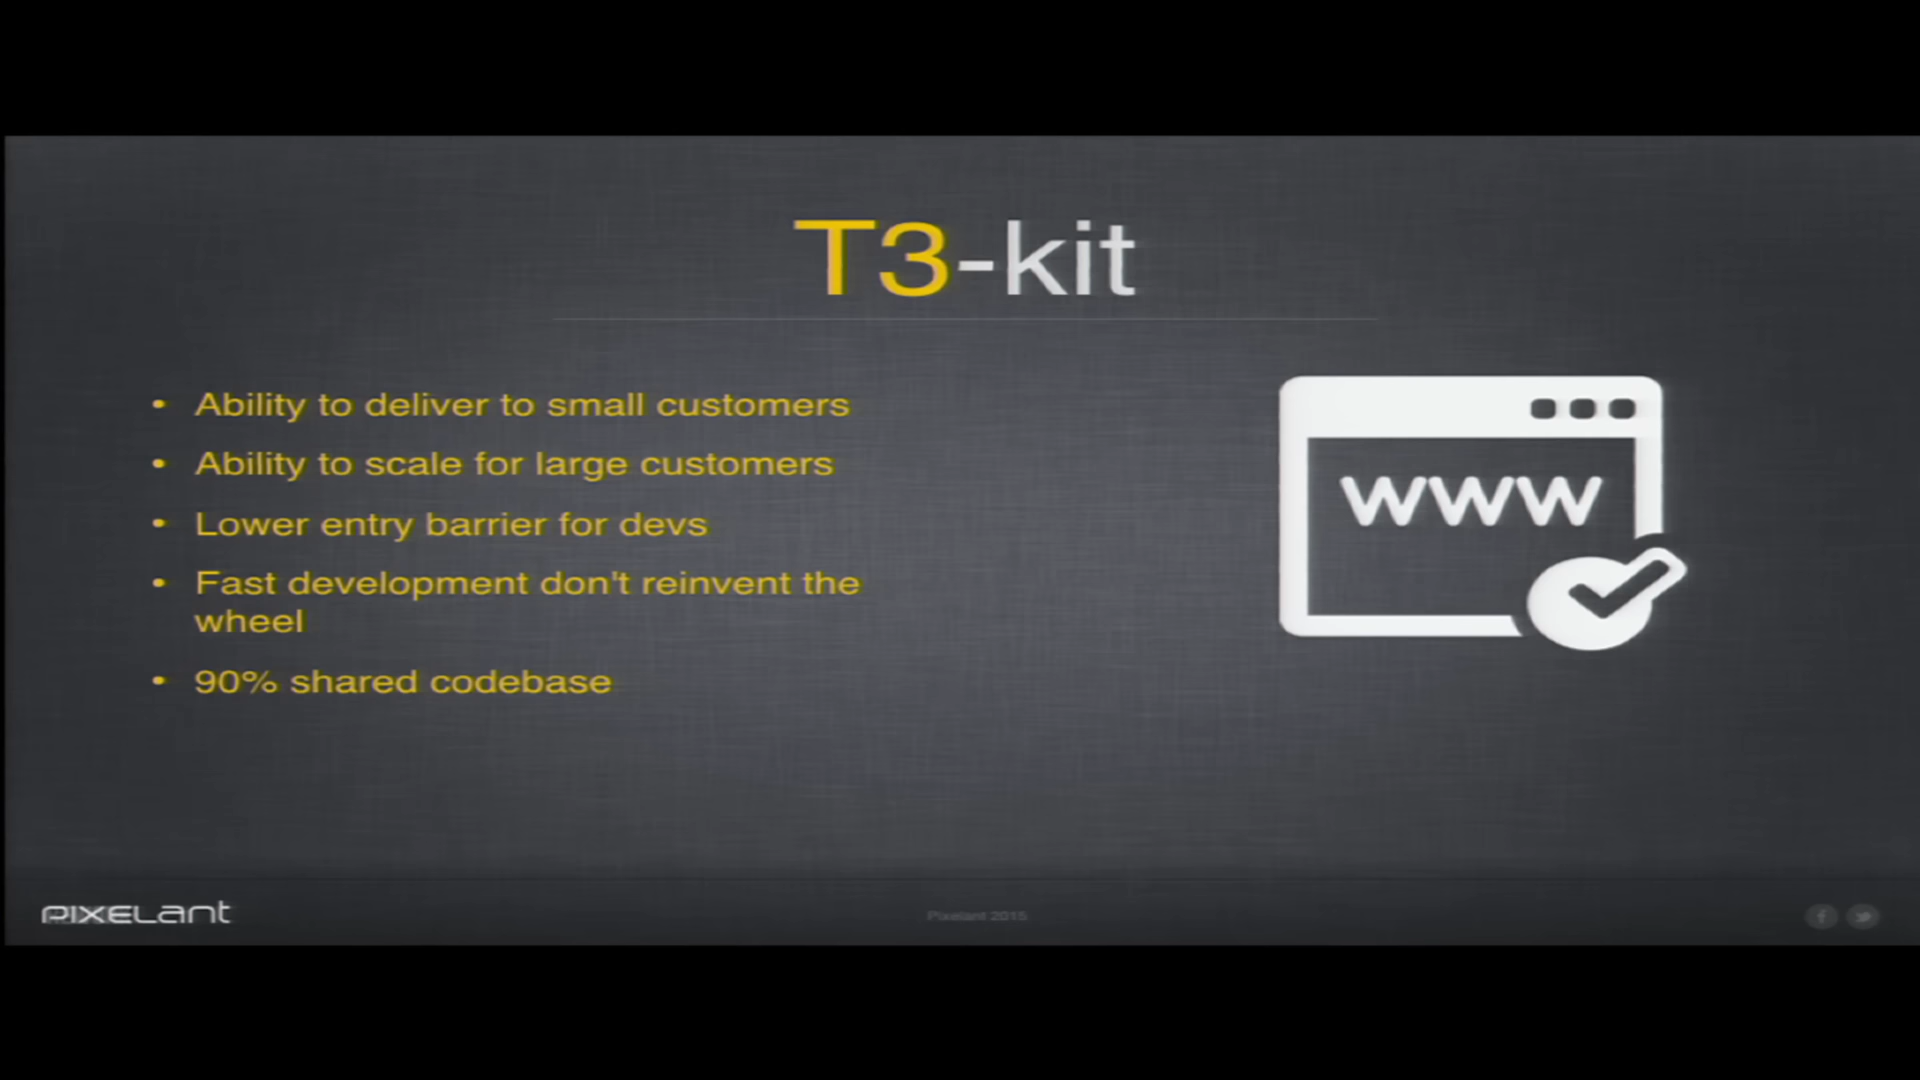 T3-kit
• Ability to deliver to small customers
• Ability to scale for large customers
• Lower entry barrier for devs
• Fast development don't reinvent the
wheel
• 90% shared codebase
www
PIXELant
Pixelant 2015